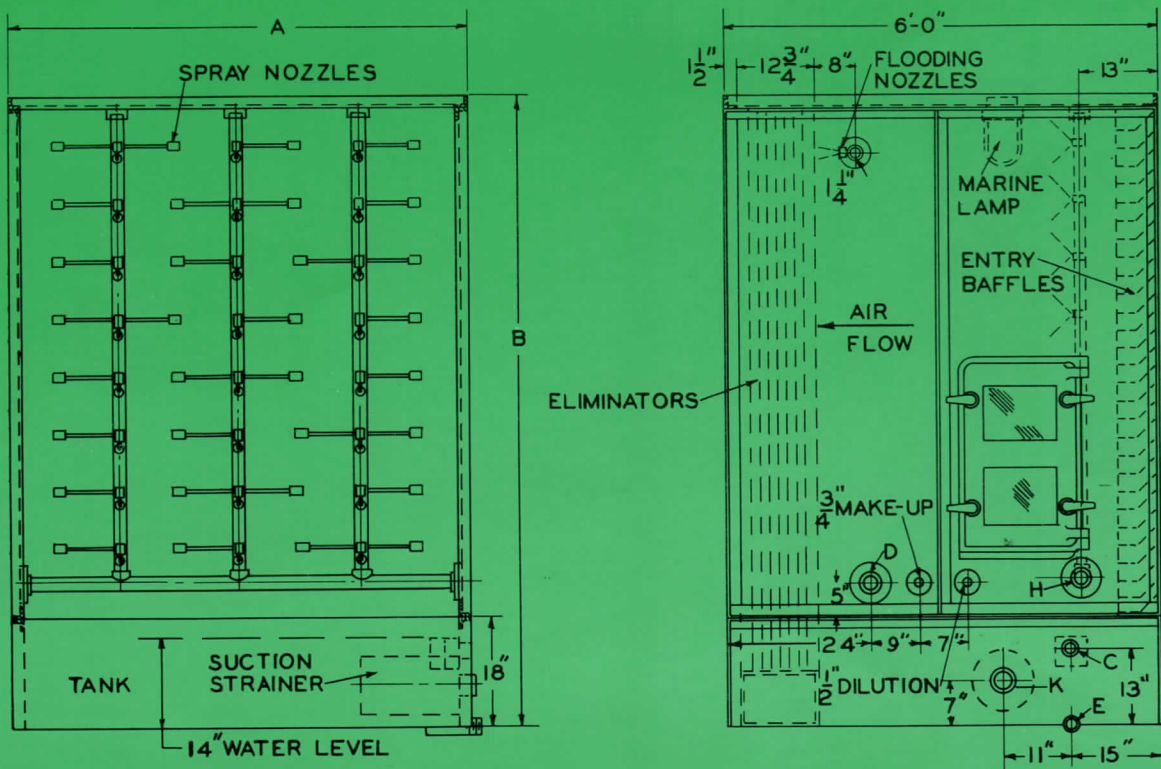 A
SPRAY NOZZLES
B
TANK
SUCTION
STRAINER
18"
14" WATER LEVEL
6'-0"
1 1/2"
12 3/4"
8"
FLOODING
NOZZLES
13"
1 1/4"
MARINE
LAMP
ENTRY
BAFFLES
AIR
FLOW
ELIMINATORS
3/4" MAKE-UP
D
5"
H
24"
9"
7"
1/2" DILUTION
7"
K
C
13"
E
11"
15"